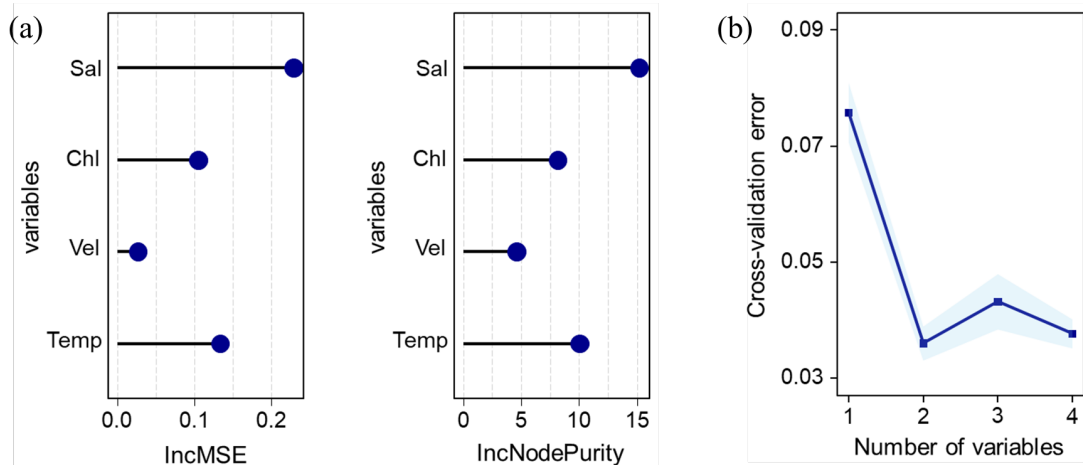 (a)
variables
Sal
Chl
Vel
Temp
0.0 0.1 0.2
IncMSE
variables
Sal
Chl
Vel
Temp
0 5 10 15
IncNodePurity
(b)
Cross-validation error
0.09
0.07
0.05
0.03
1 2 3 4
Number of variables